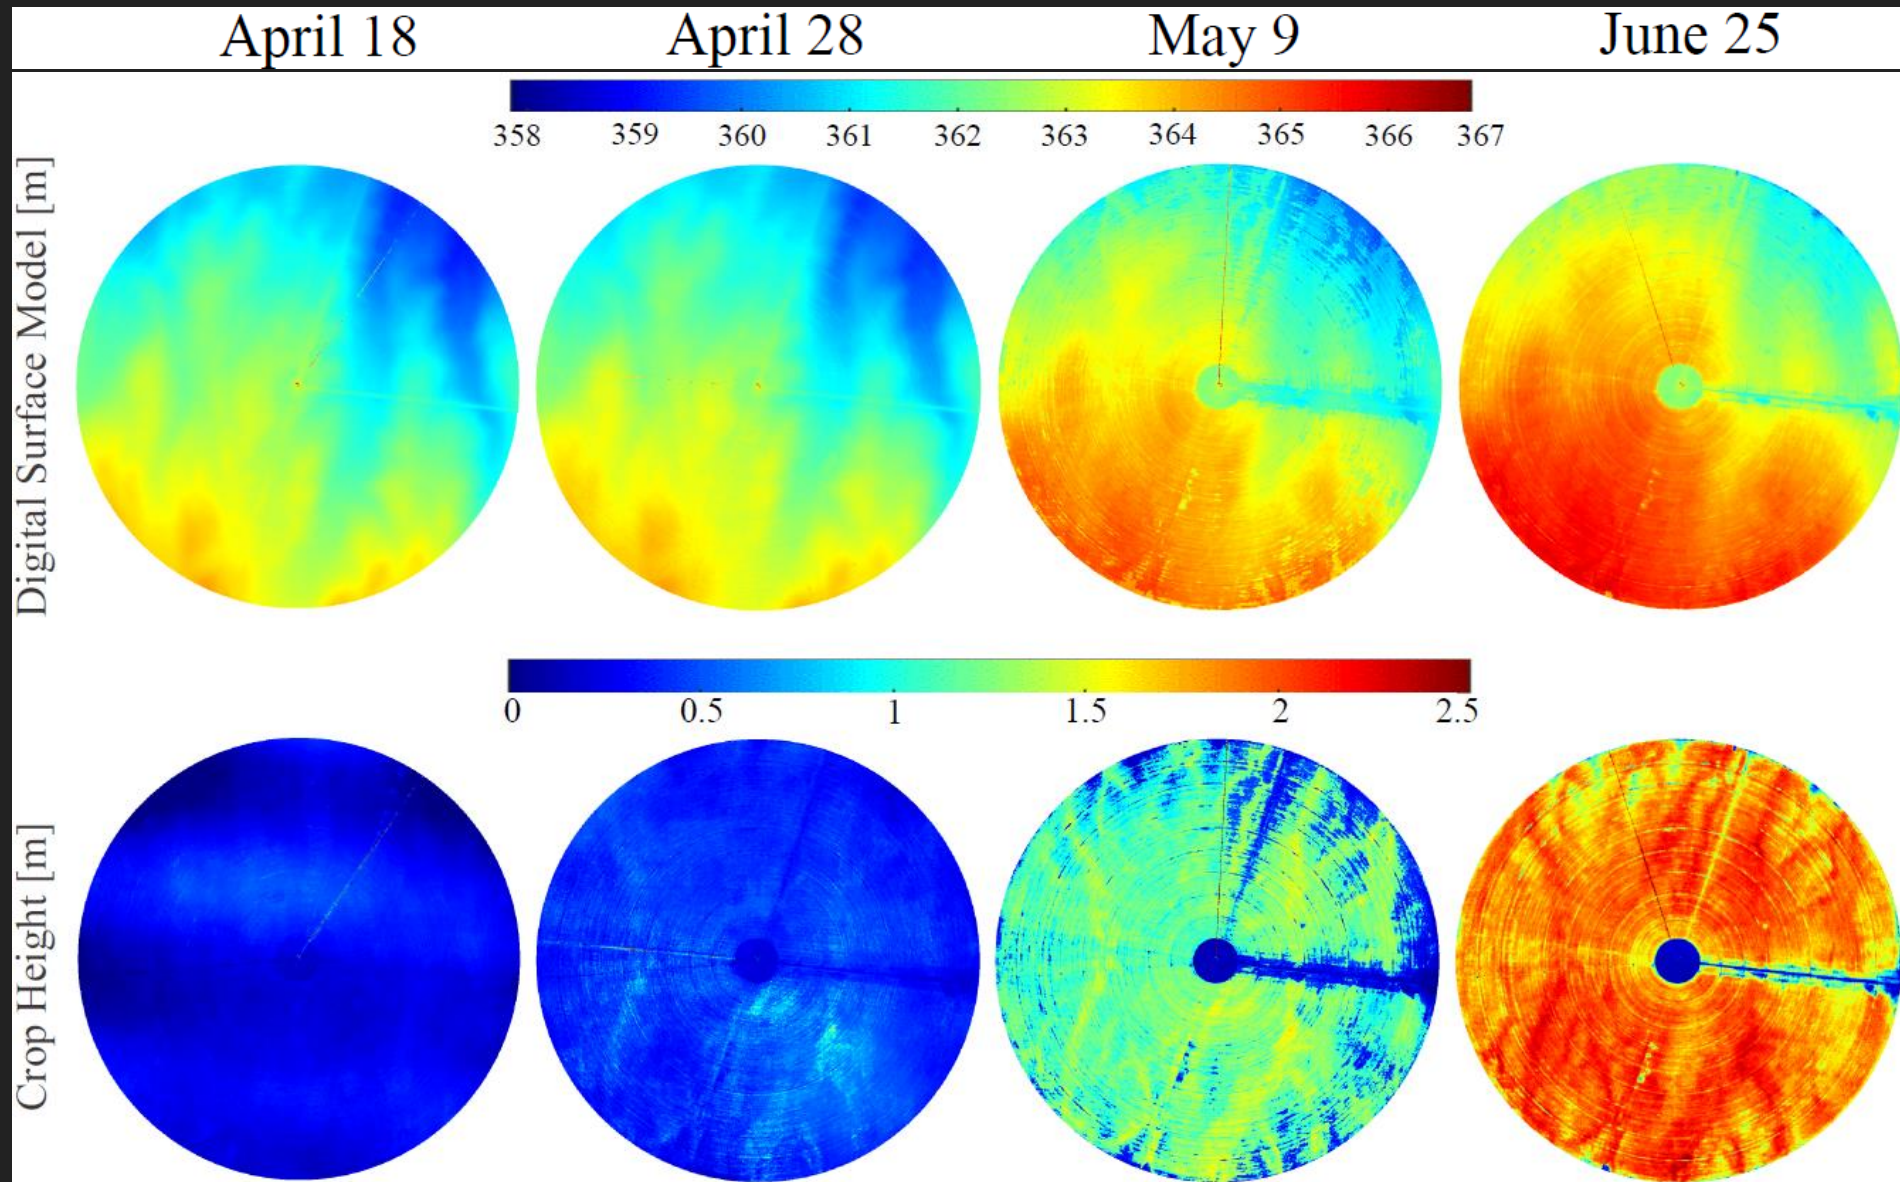 April 18 April 28 May 9 June 25
358 359 360 361 362 363 364 365 366 367
Digital Surface Model [m]
0 0.5 1 1.5 2 2.5
Crop Height [m]